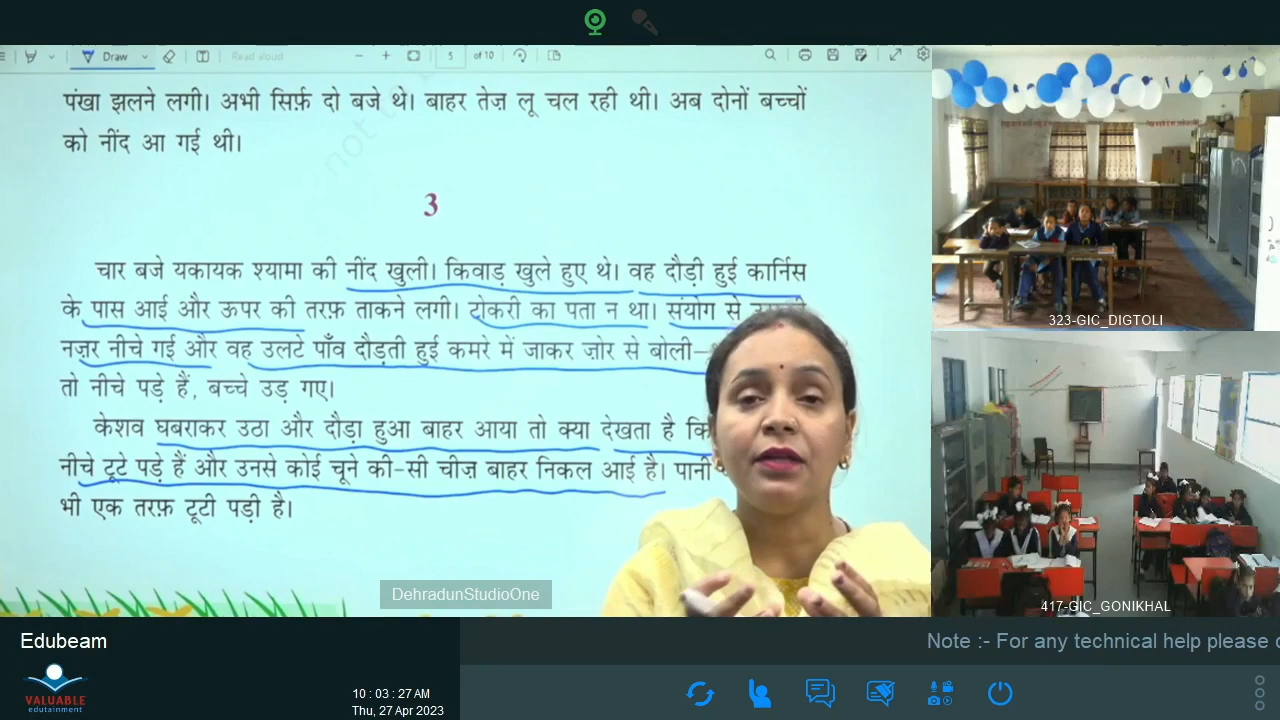 Draw
Read aloud
5
of 10
पंखा झलने लगी। अभी सिर्फ़ दो बजे थे। बाहर तेज़ लू चल रही थी। अब दोनों बच्चों
को नींद आ गई थी।
3
चार बजे यकायक श्यामा की नींद खुली। किवाड़ खुले हुए थे। वह दौड़ी हुई कार्निस
के पास आई और ऊपर की तरफ़ ताकने लगी। टोकरी का पता न था। संयोग से
नज़र नीचे गई और वह उलटे पाँव दौड़ती हुई कमरे में जाकर ज़ोर से बोली—
तो नीचे पड़े हैं, बच्चे उड़ गए।
केशव घबराकर उठा और दौड़ा हुआ बाहर आया तो क्या देखता है कि
नीचे टूटे पड़े हैं और उनसे कोई चूने की-सी चीज़ बाहर निकल आई है। पानी
भी एक तरफ़ टूटी पड़ी है।
DehradunStudioOne
323-GIC_DIGTOLI
417-GIC_GONIKHAL
Edubeam
VALUABLE
edutainment
10 : 03 : 27 AM
Thu, 27 Apr 2023
Note :- For any technical help please